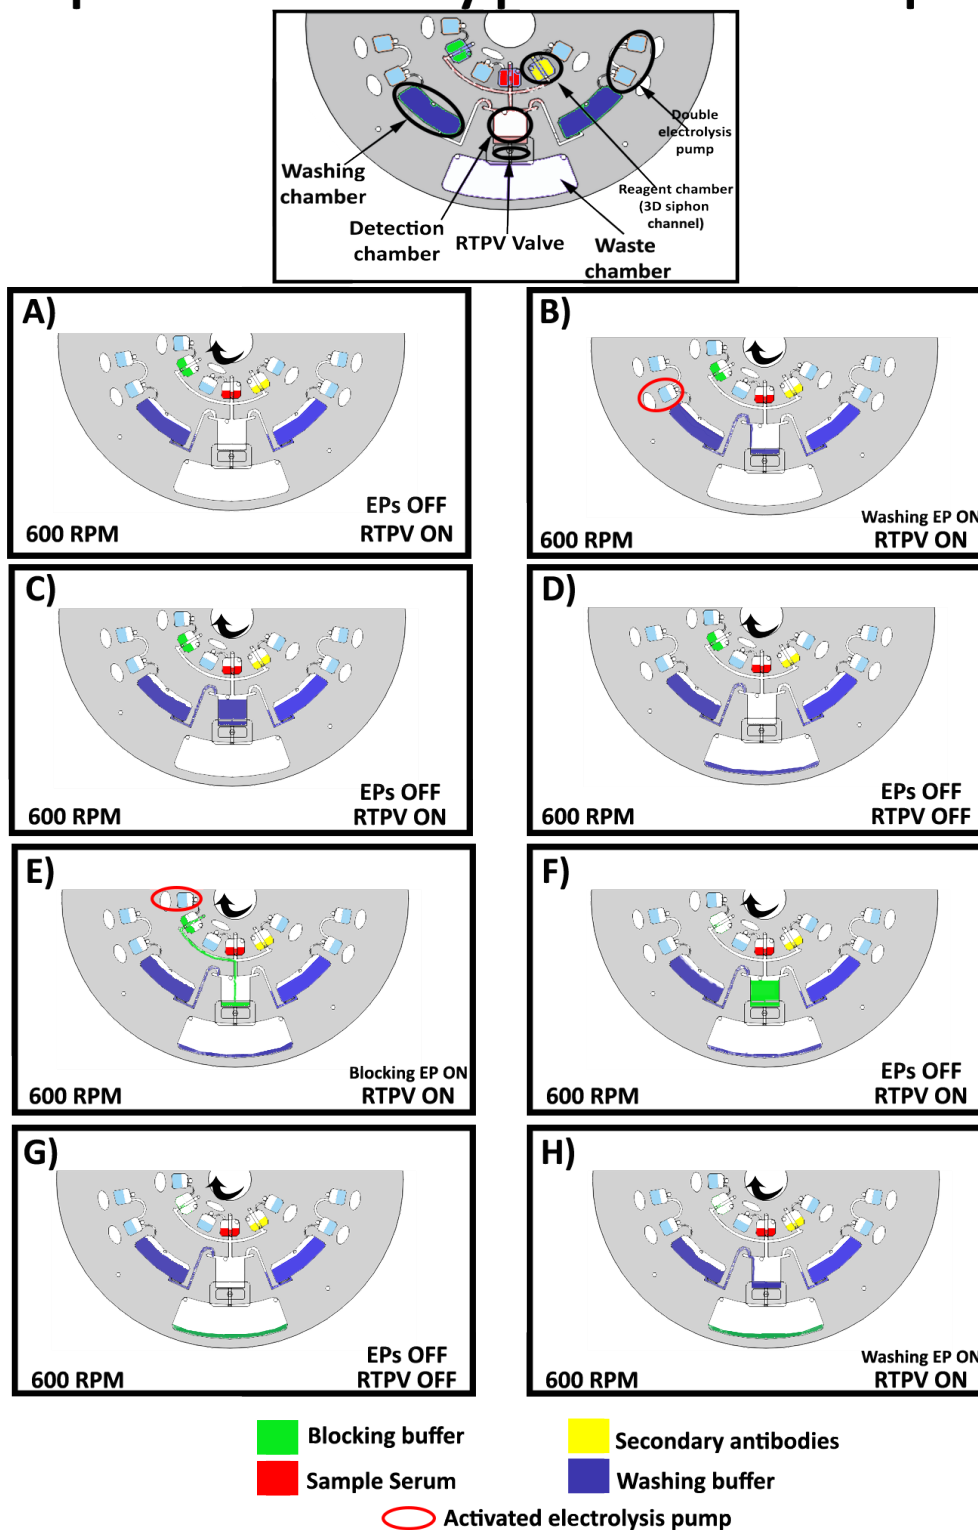 Washing
chamber
Detection
chamber
RTPV Valve
Waste
chamber
Double
electrolysis
pump
Reagent chamber
(3D siphon
channel)
A)
EPs OFF
600 RPM
RTPV ON
B)
Washing EP ON
600 RPM
RTPV ON
C)
EPs OFF
600 RPM
RTPV ON
D)
EPs OFF
600 RPM
RTPV OFF
E)
Blocking EP ON
600 RPM
RTPV ON
F)
EPs OFF
600 RPM
RTPV ON
G)
EPs OFF
600 RPM
RTPV OFF
H)
Washing EP ON
600 RPM
RTPV ON
Blocking buffer
Secondary antibodies
Sample Serum
Washing buffer
Activated electrolysis pump